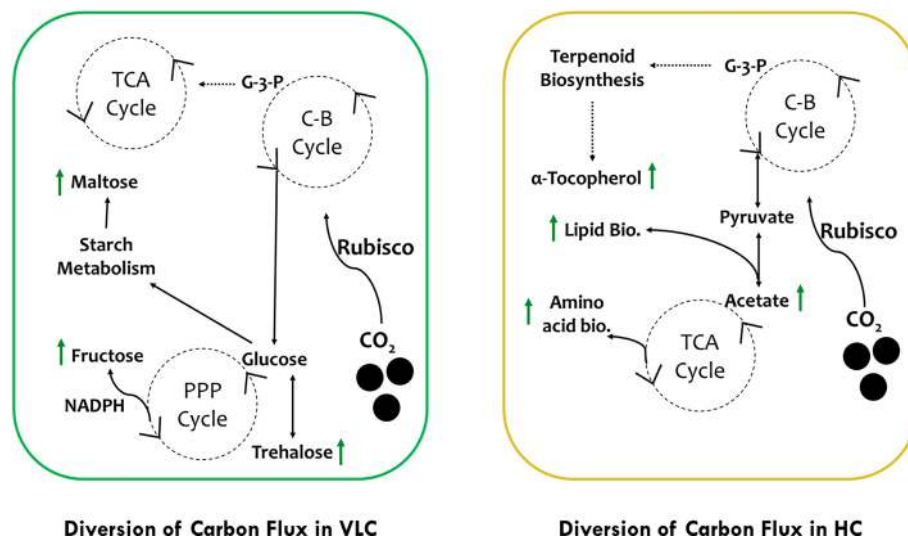 TCA
Cycle
G-3-P
C-B
Cycle
Maltose
Starch
Metabolism
Rubisco
Fructose
Glucose
CO2
NADPH
PPP
Cycle
Trehalose
Diversion of Carbon Flux in VLC
Terpenoid
Biosynthesis
G-3-P
C-B
Cycle
α-Tocopherol
Pyruvate
Lipid Bio.
Rubisco
Amino
acid bio.
Acetate
CO2
TCA
Cycle
Diversion of Carbon Flux in HC